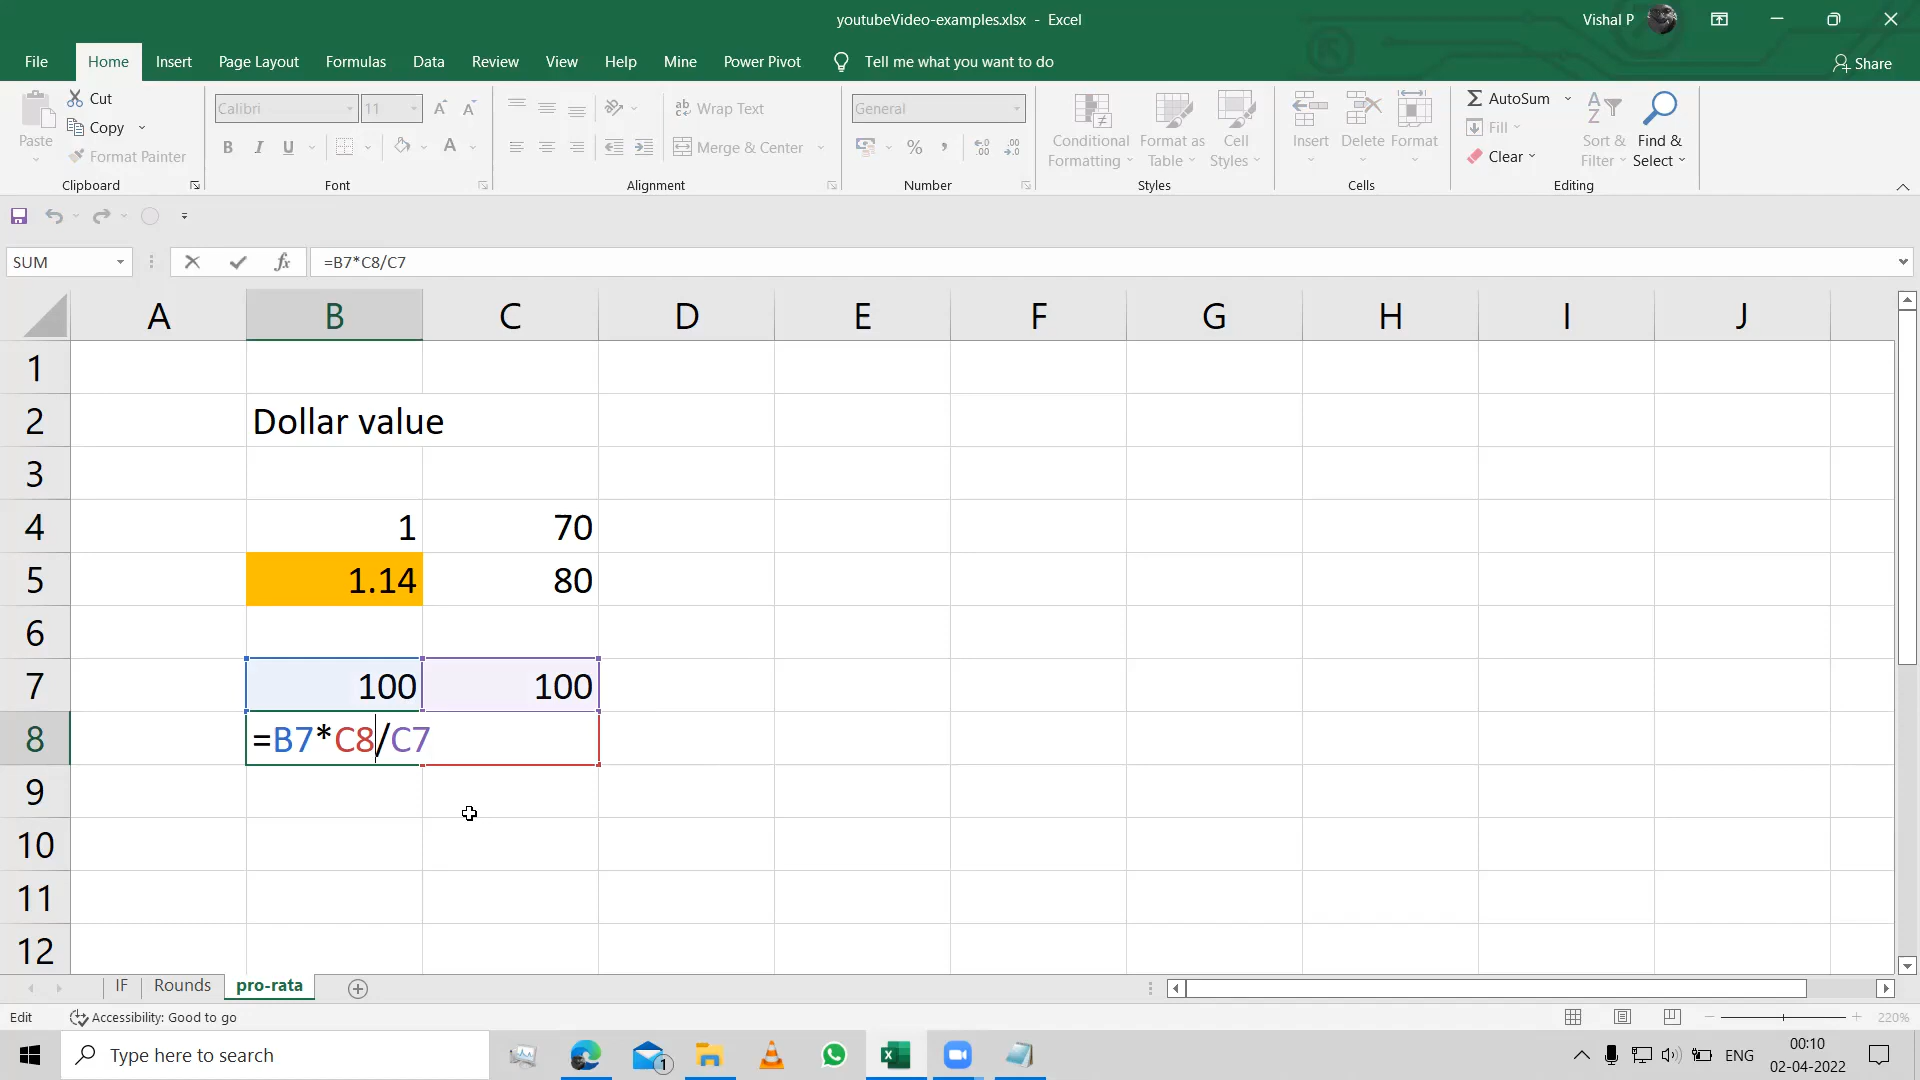 youtubeVideo-examples.xlsx - Excel
Vishal P
File Home Insert Page Layout Formulas Data Review View Help Mine Power Pivot Tell me what you want to do
Share
Paste
Cut
Copy
Format Painter
Clipboard
Calibri 11
B I U
Font
Wrap Text
Merge & Center
Alignment
General
Number
Conditional Formatting
Format as Table
Cell Styles
Styles
Insert
Delete
Format
Cells
AutoSum
Fill
Clear
Sort & Filter
Find & Select
Editing
SUM
fx
=B7*C8/C7
A B C D E F G H I J
1
2 Dollar value
3
4 1 70
5 1.14 80
6
7 100 100
8 =B7*C8/C7
9
10
11
12
IF Rounds pro-rata
Edit Accessibility: Good to go
220%
Type here to search
1
ENG
00:10
02-04-2022